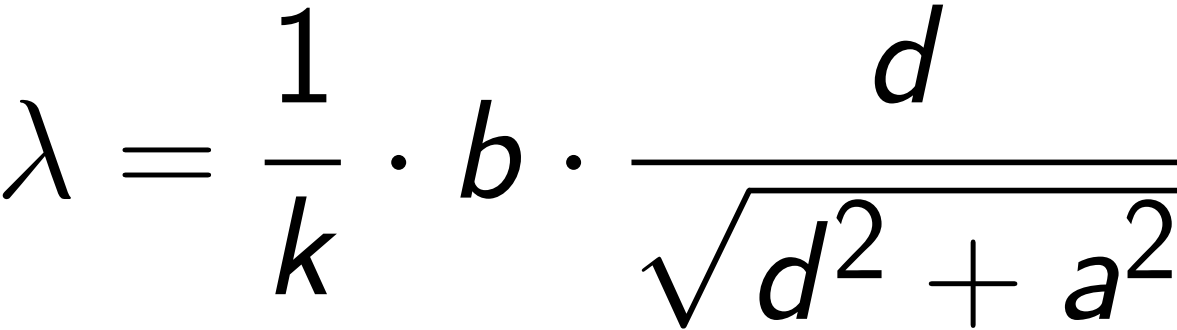 λ = 1/k · b · d/√(d² + a²)